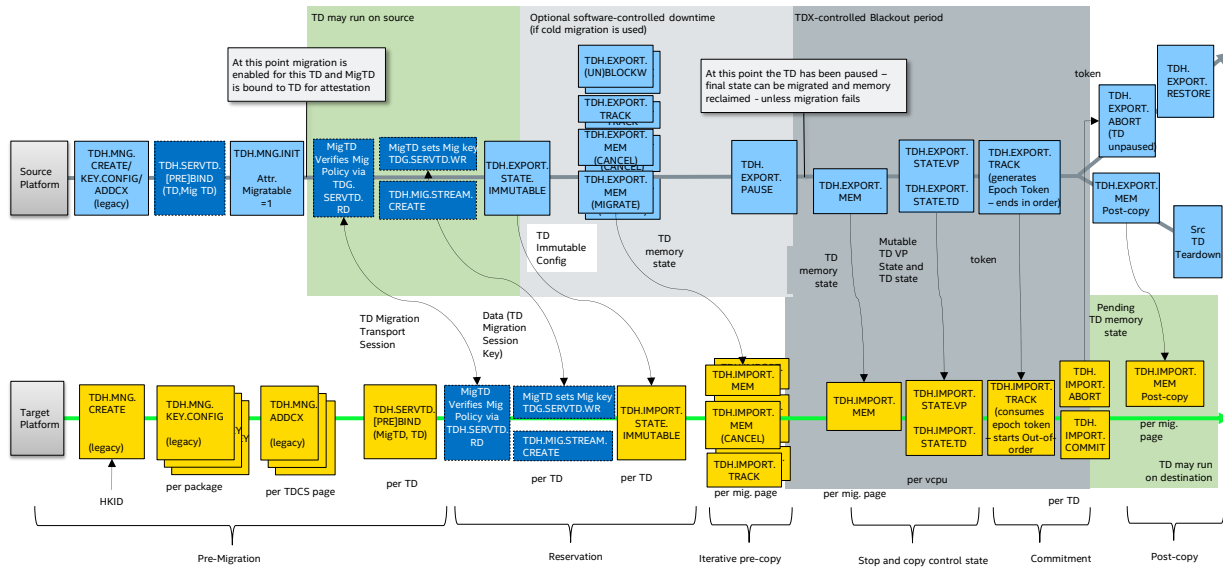 TD may run on source
Optional software-controlled downtime
(if cold migration is used)
TDX-controlled Blackout period
At this point migration is
enabled for this TD and MigTD
is bound to TD for attestation
At this point the TD has been paused –
final state can be migrated and memory
reclaimed - unless migration fails
TDH.EXPORT.
(UN)BLOCKW
TDH.EXPORT.
TRACK
TDH.EXPORT.
MEM
(CANCEL)
TDH.EXPORT.
MEM
(MIGRATE)
token
TDH.
EXPORT.
RESTORE
TDH.
EXPORT.
ABORT
(TD
unpaused)
Source
Platform
TDH.MNG.
CREATE/
KEY.CONFIG/
ADDCX
(legacy)
TDH.SERVTD.
[PRE]BIND
(TD,Mig TD)
TDH.MNG.INIT
Attr.
Migratable
=1
MigTD
Verifies Mig
Policy via
TDG.
SERVTD.
RD
MigTD sets Mig key
TDG.SERVTD.WR
TDH.MIG.STREAM.
CREATE
TDH.EXPORT.
STATE.
IMMUTABLE
TDH.
EXPORT.
PAUSE
TDH.EXPORT.
MEM
TDH.EXPORT.
STATE.VP
TDH.EXPORT.
STATE.TD
TDH.EXPORT.
TRACK
(generates
Epoch Token
– ends in order)
TDH.EXPORT.
MEM
Post-copy
Src
TD
Teardown
TD
Immutable
Config
TD
memory
state
TD
memory
state
Mutable
TD VP
State and
TD state
token
TD Migration
Transport
Session
Data (TD
Migration
Session
Key)
Pending
TD memory
state
Target
Platform
TDH.MNG.
CREATE
(legacy)
TDH.MNG.
KEY.CONFIG
(legacy)
TDH.MNG.
ADDCX
(legacy)
TDH.SERVTD.
[PRE]BIND
(MigTD, TD)
MigTD
Verifies Mig
Policy via
TDH.SERVTD.
RD
MigTD sets Mig key
TDG.SERVTD.WR
TDH.MIG.STREAM.
CREATE
TDH.IMPORT.
STATE.
IMMUTABLE
TDH.IMPORT.
MEM
TDH.IMPORT.
MEM
(CANCEL)
TDH.IMPORT.
TRACK
TDH.IMPORT.
MEM
TDH.IMPORT.
STATE.VP
TDH.IMPORT.
STATE.TD
TDH.IMPORT.
TRACK
(consumes
epoch token
– starts Out-of-
order
TDH.
IMPORT.
ABORT
TDH.
IMPORT.
COMMIT
TDH.IMPORT.
MEM
Post-copy
per mig.
page
TD may run
on destination
HKID
per package
per TDCS page
per TD
per TD
per TD
per mig. page
per mig. page
per vcpu
per TD
Pre-Migration
Reservation
Iterative pre-copy
Stop and copy control state
Commitment
Post-copy